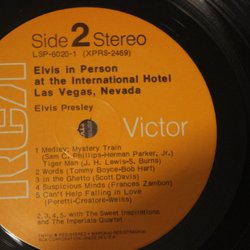 Side 2 Stereo
LSP-6020-1 (XPRS-2469)
Elvis in Person
at the International Hotel
Las Vegas, Nevada
Elvis Presley
RCA
Victor
1 Medley: Mystery Train
(Sam C. Phillips-Herman Parker, Jr.)
Tiger Man (J. H. Lewis-S. Burns)
2 Words (Tommy Boyce-Bob Hart)
3 In the Ghetto (Scott Davis)
4 Suspicious Minds (Frances Zambon)
5 Can't Help Falling in Love
(Peretti-Creatore-Weiss)
2, 3, 4, 5, with The Sweet Inspirations
and The Imperials Quartet